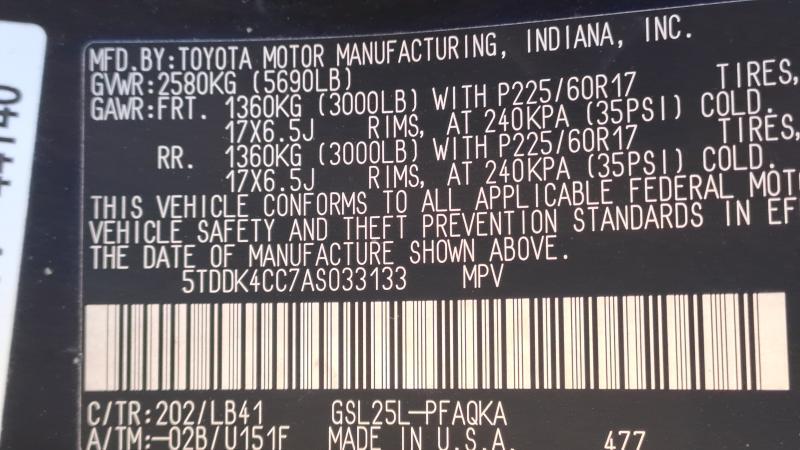 MFD.BY:TOYOTA MOTOR MANUFACTURING, INDIANA, INC.
GVWR:2580KG (5690LB)
GAWR:FRT. 1360KG (3000LB) WITH P225/60R17 TIRES,
17X6.5J RIMS, AT 240KPA (35PSI) COLD.
RR. 1360KG (3000LB) WITH P225/60R17 TIRES,
17X6.5J RIMS, AT 240KPA (35PSI) COLD.
THIS VEHICLE CONFORMS TO ALL APPLICABLE FEDERAL MOT
VEHICLE SAFETY AND THEFT PREVENTION STANDARDS IN EF
THE DATE OF MANUFACTURE SHOWN ABOVE.
5TDDK4CC7AS033133 MPV
C/TR:202/LB41 GSL25L-PFAQKA
A/TM:-02B/U151F MADE IN U.S.A. 477